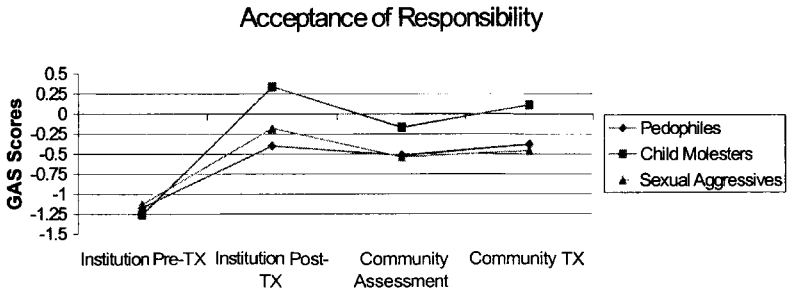 Acceptance of Responsibility
GAS Scores
0.5
0.25
0
-0.25
-0.5
-0.75
-1
-1.25
-1.5
Institution Pre-TX
Institution Post-
TX
Community
Assessment
Community TX
Pedophiles
Child Molesters
Sexual Aggressives